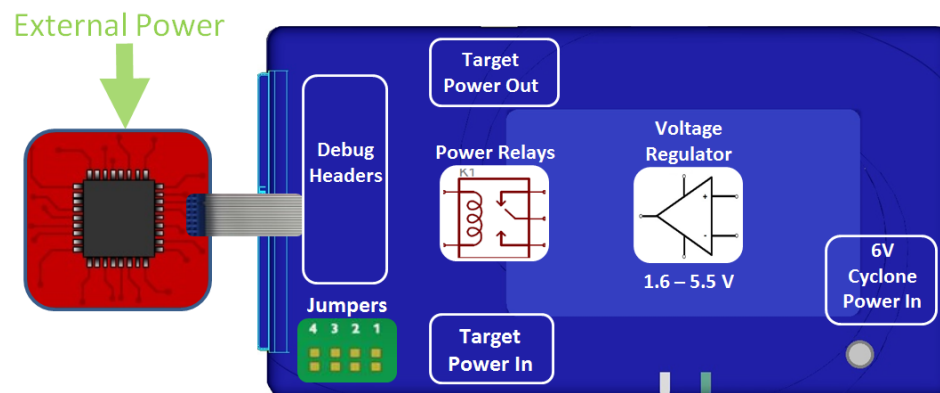 External Power
Target
Power Out
Debug
Headers
Power Relays
K1
Voltage
Regulator
1.6 – 5.5 V
6V
Cyclone
Power In
Jumpers
4 3 2 1
Target
Power In